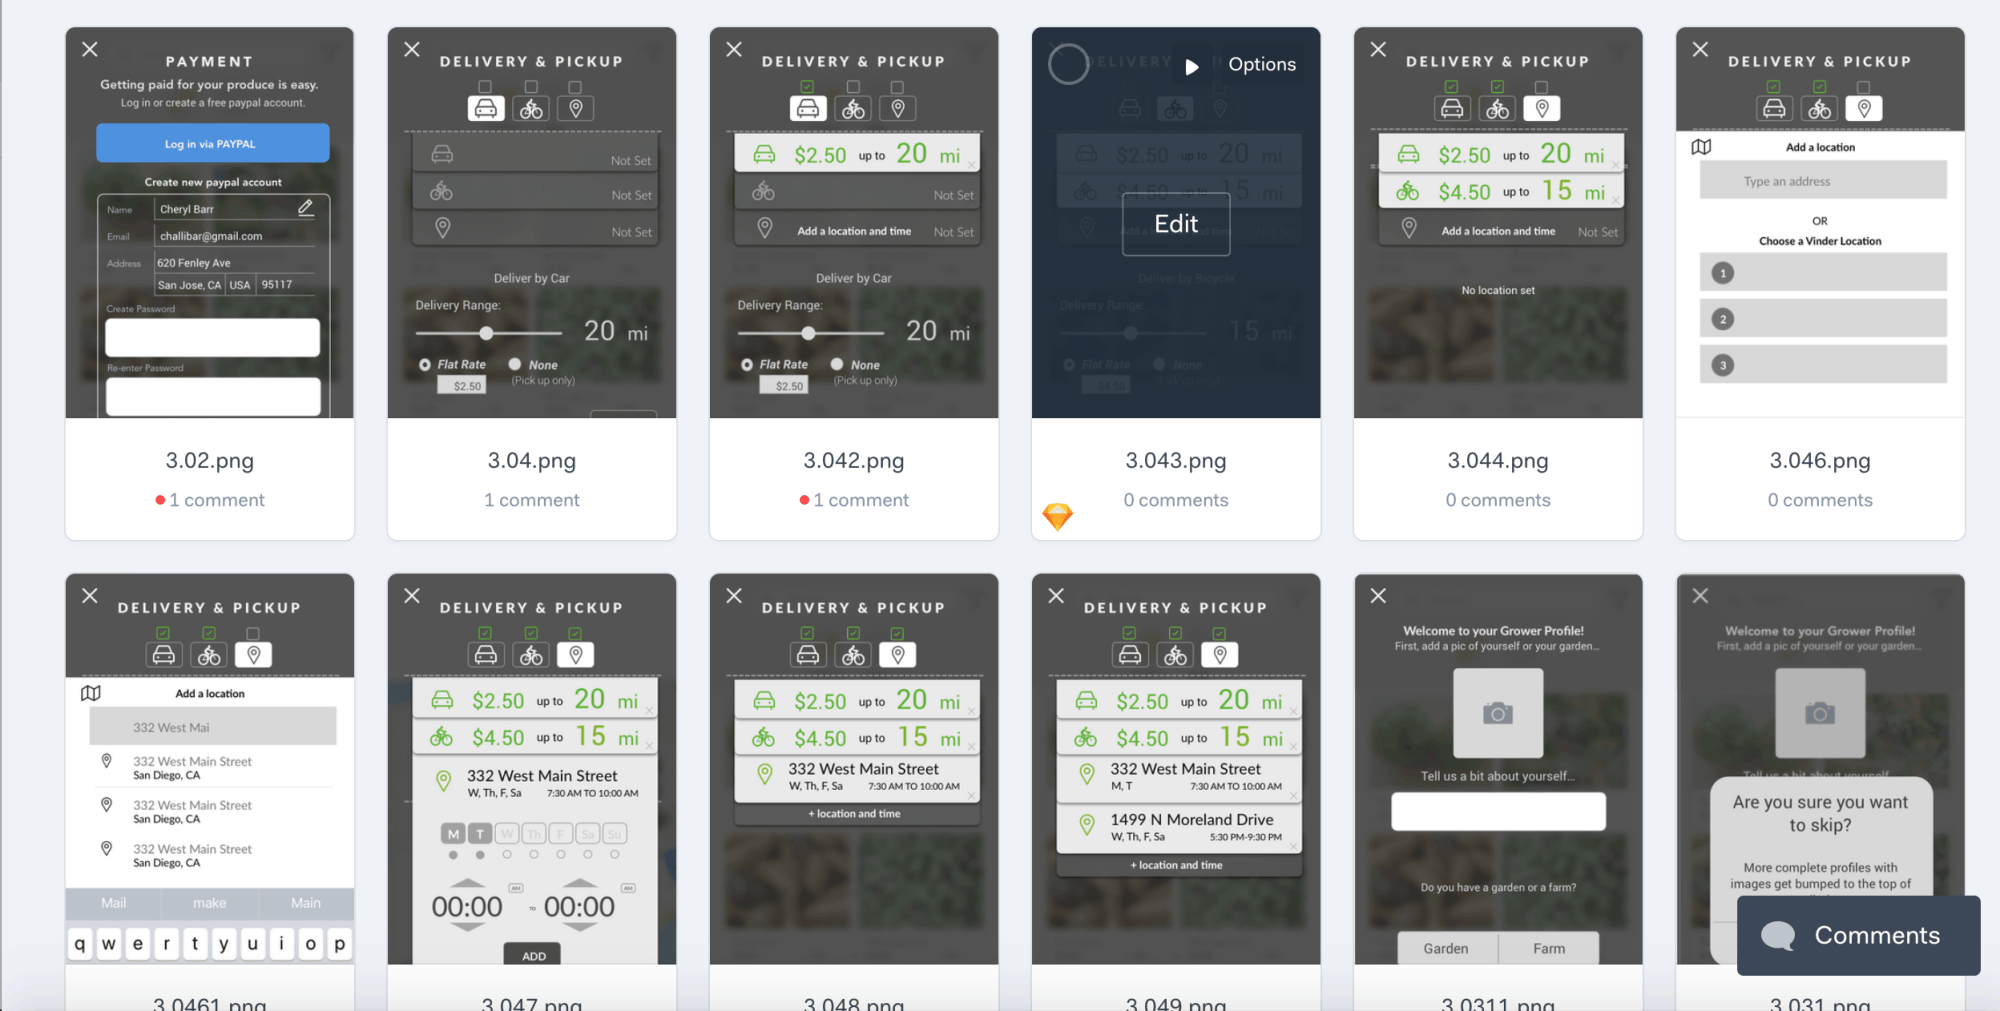 PAYMENT
Getting paid for your produce is easy.
Log in or create a free paypal account.
Log in via PAYPAL
Create new paypal account
Name Cheryl Barr
Email challibar@gmail.com
Address 620 Fenley Ave
San Jose, CA USA 95117
Create Password
Re-enter Password
3.02.png
1 comment
DELIVERY & PICKUP
Not Set
Not Set
Not Set
Deliver by Car
Delivery Range:
20 mi
Flat Rate None
$2.50 (Pick up only)
3.04.png
1 comment
DELIVERY & PICKUP
$2.50 up to 20 mi
Not Set
Add a location and time Not Set
Deliver by Car
Delivery Range:
20 mi
Flat Rate None
$2.50 (Pick up only)
3.042.png
1 comment
DELIVERY & PICKUP
Options
$2.50 up to 20 mi
$4.50 up to 15 mi
Edit
Deliver by Bicycle
Delivery Range:
15 mi
Flat Rate None
$4.50 (Pick up only)
3.043.png
0 comments
DELIVERY & PICKUP
$2.50 up to 20 mi
$4.50 up to 15 mi
Add a location and time Not Set
No location set
3.044.png
0 comments
DELIVERY & PICKUP
Add a location
Type an address
OR
Choose a Vinder Location
1
2
3
3.046.png
0 comments
DELIVERY & PICKUP
Add a location
332 West Mai
332 West Main Street
San Diego, CA
332 West Main Street
San Diego, CA
332 West Main Street
San Diego, CA
Mail make Main
q w e r t y u i o p
3.0461.png
DELIVERY & PICKUP
$2.50 up to 20 mi
$4.50 up to 15 mi
332 West Main Street
W, Th, F, Sa 7:30 AM TO 10:00 AM
M T W Th F Sa Su
AM AM
00:00 TO 00:00
ADD
3.047.png
DELIVERY & PICKUP
$2.50 up to 20 mi
$4.50 up to 15 mi
332 West Main Street
W, Th, F, Sa 7:30 AM TO 10:00 AM
+ location and time
3.048.png
DELIVERY & PICKUP
$2.50 up to 20 mi
$4.50 up to 15 mi
332 West Main Street
M, T 7:30 AM TO 10:00 AM
1499 N Moreland Drive
W, Th, F, Sa 5:30 PM-9:30 PM
+ location and time
3.049.png
Welcome to your Grower Profile!
First, add a pic of yourself or your garden...
Tell us a bit about yourself...
Do you have a garden or a farm?
Garden Farm
3.0311.png
Welcome to your Grower Profile!
First, add a pic of yourself or your garden...
Tell us a bit about yourself
Are you sure you want
to skip?
More complete profiles with
images get bumped to the top of
Comments
3.031.png